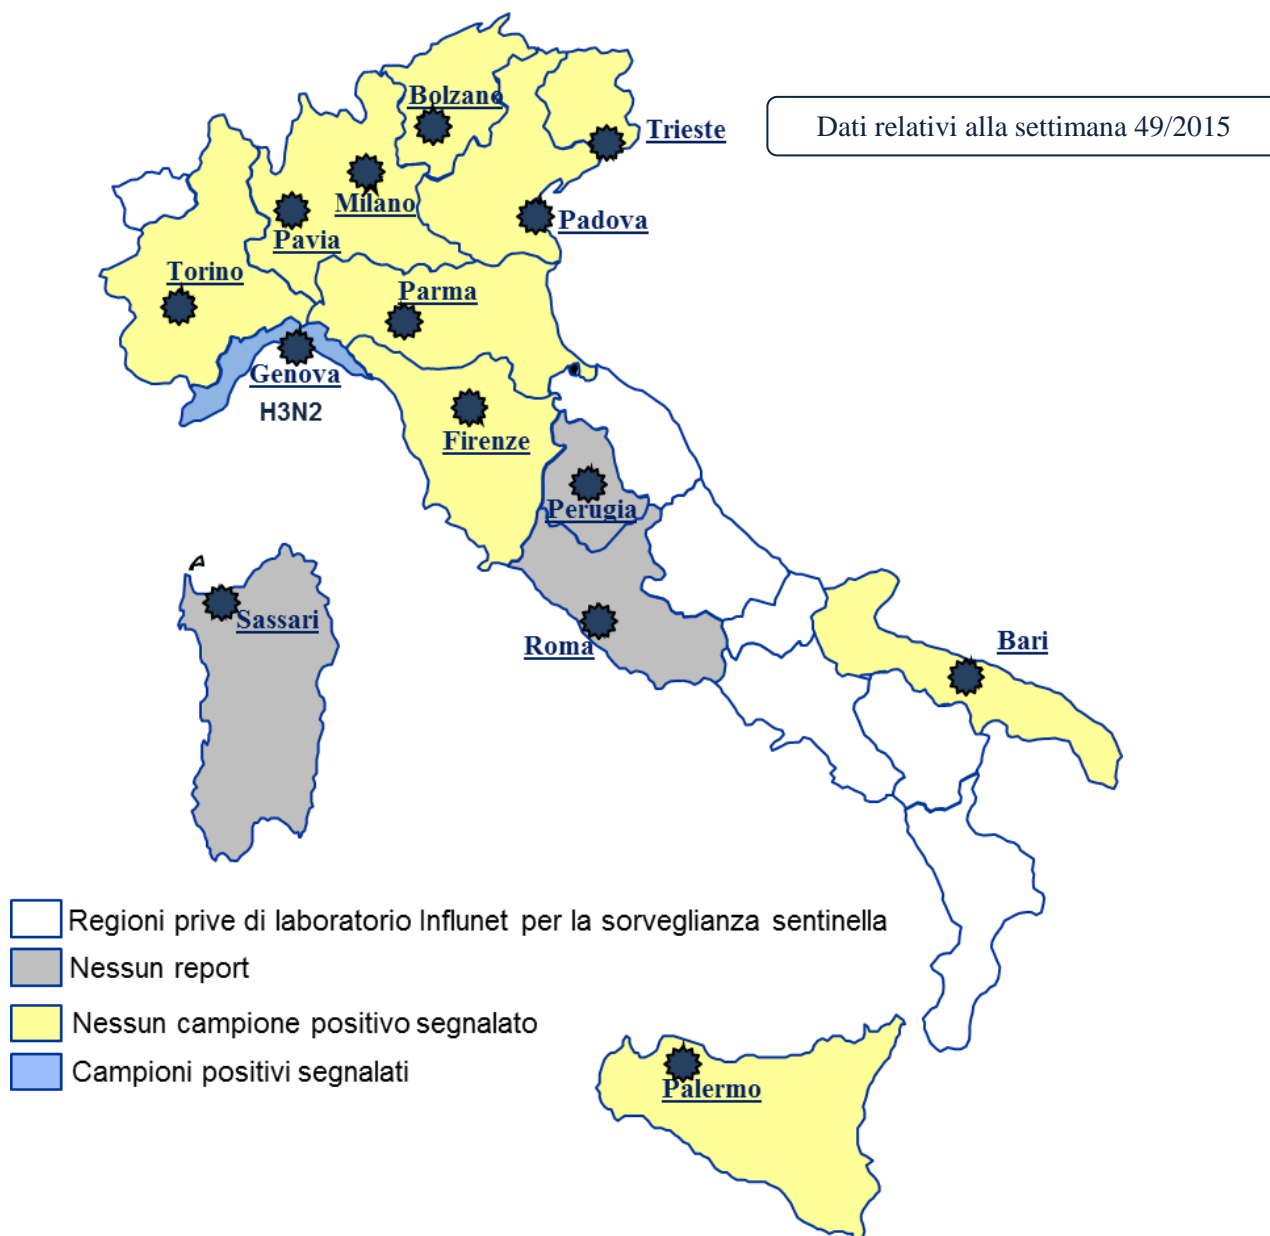 Bolzano
Dati relativi alla settimana 49/2015
Trieste
Milano
Padova
Pavia
Torino
Parma
Genova
H3N2
Firenze
Perugia
Sassari
Roma
Bari
Regioni prive di laboratorio Influnet per la sorveglianza sentinella
Nessun report
Nessun campione positivo segnalato
Campioni positivi segnalati
Palermo